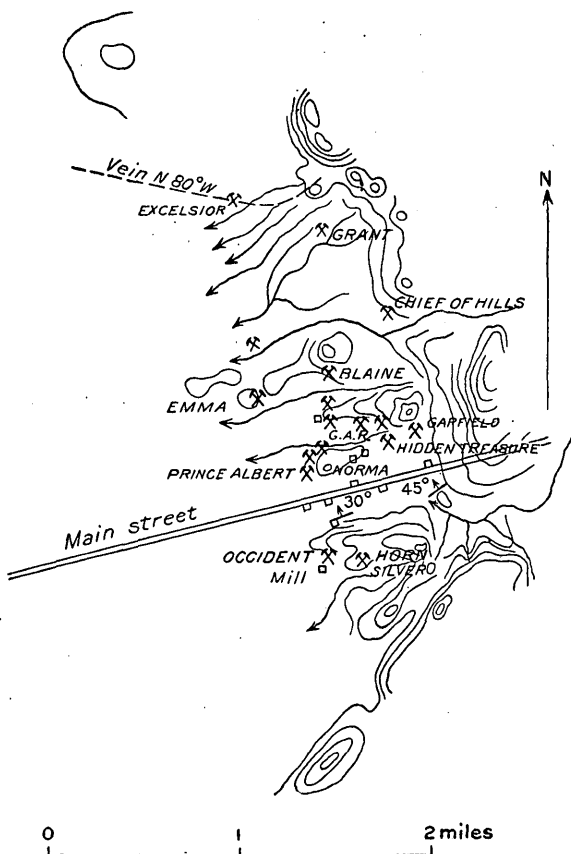 Vein N 80°W
N
EXCELSIOR
GRANT
CHIEF OF HILLS
BLAINE
EMMA
GARFIELD
G.A.R.
HIDDEN TREASURE
PRINCE ALBERT
NORMA
45°
30°
Main street
OCCIDENT
Mill
HORN
SILVER
0 1 2 miles